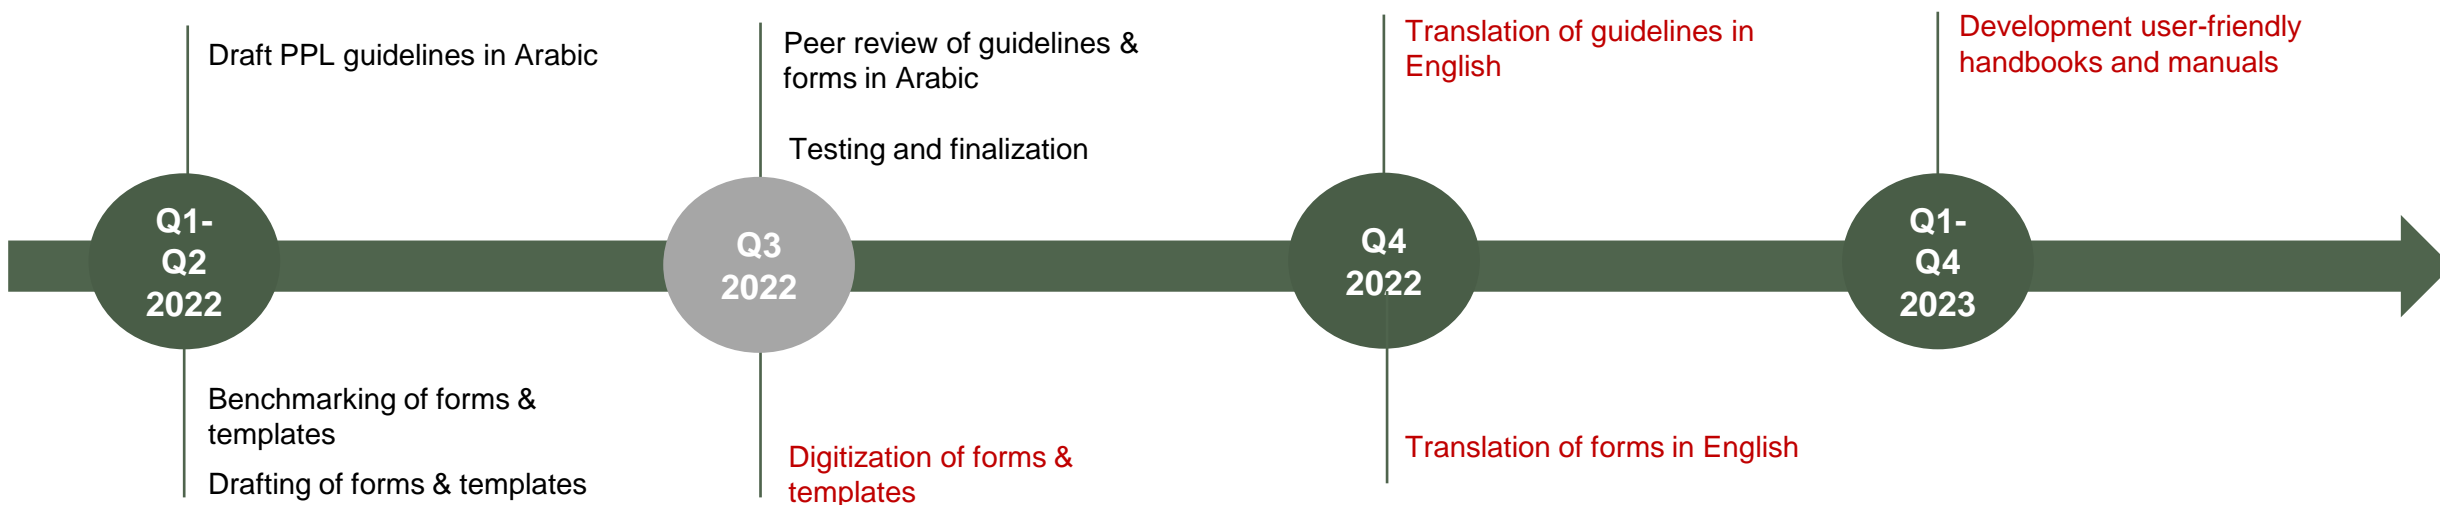 Draft PPL guidelines in Arabic
Peer review of guidelines &
forms in Arabic
Testing and finalization
Translation of guidelines in
English
Development user-friendly
handbooks and manuals
Q1-
Q2
2022
Q3
2022
Q4
2022
Q1-
Q4
2023
Benchmarking of forms &
templates
Drafting of forms & templates
Digitization of forms &
templates
Translation of forms in English